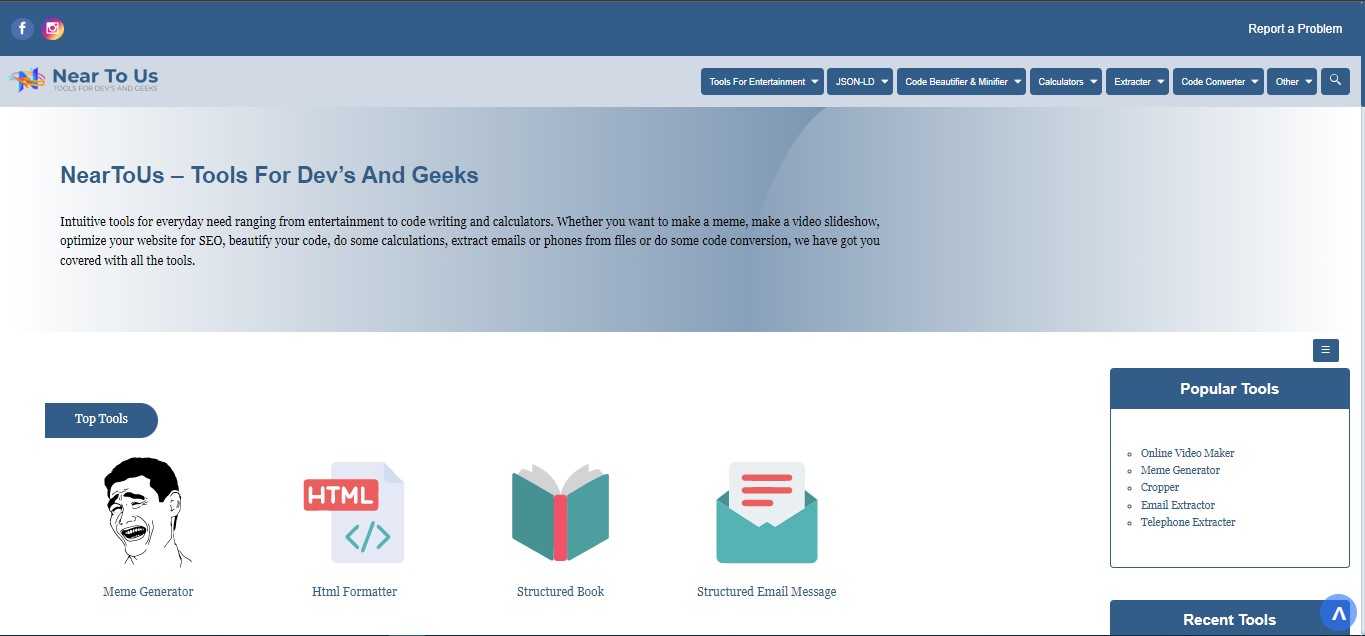 Report a Problem
Near To Us
TOOLS FOR DEV'S AND GEEKS
Tools For Entertainment
JSON-LD
Code Beautifier & Minifier
Calculators
Extracter
Code Converter
Other
NearToUs – Tools For Dev’s And Geeks
Intuitive tools for everyday need ranging from entertainment to code writing and calculators. Whether you want to make a meme, make a video slideshow,
optimize your website for SEO, beautify your code, do some calculations, extract emails or phones from files or do some code conversion, we have got you
covered with all the tools.
Top Tools
HTML
</>
Meme Generator
Html Formatter
Structured Book
Structured Email Message
Popular Tools
Online Video Maker
Meme Generator
Cropper
Email Extractor
Telephone Extracter
Recent Tools